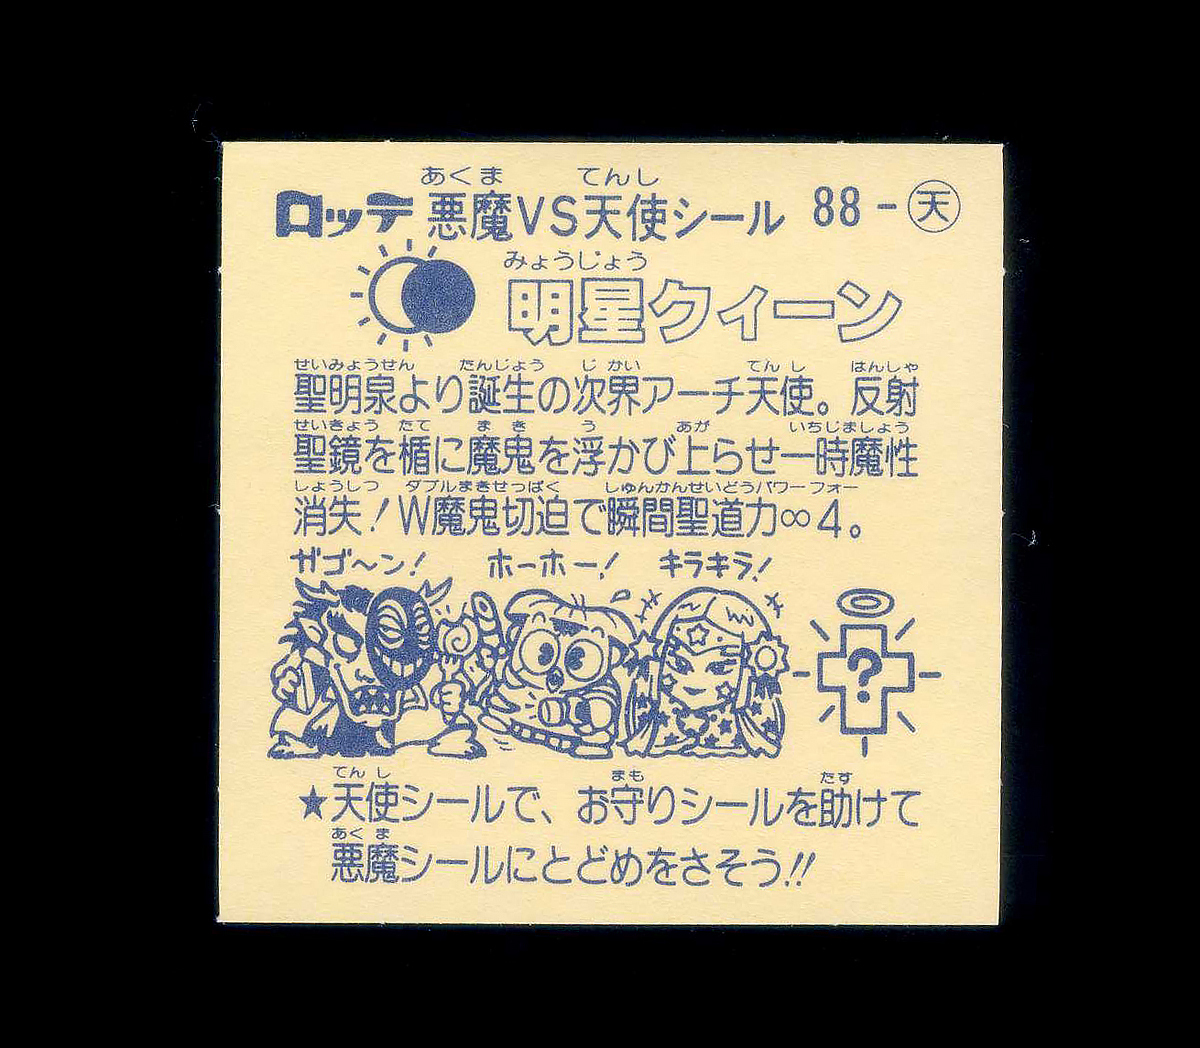 あくま てんし
ロッテ 悪魔VS天使シール 88-天
みょうじょう
明星クィーン
せいみょうせん たんじょう じ かい てん し はんしゃ
聖明泉より誕生の次界アーチ天使。反射
せいきょう たて ま き う あが いちじましょう
聖鏡を楯に魔鬼を浮かび上らせ一時魔性
しょうしつ ダブルまきせっぱく しゅんかんせいどうパワー フォー
消失!W魔鬼切迫で瞬間聖道力∞4。
ガゴ〜ン! ホーホー! キラキラ!
?
てん し まも たす
★天使シールで、お守りシールを助けて
あく ま
悪魔シールにとどめをさそう!!